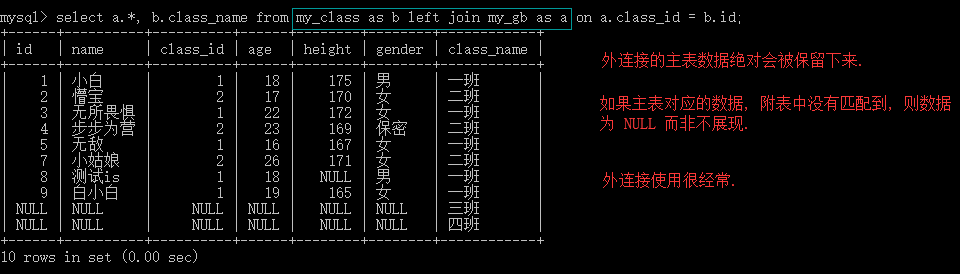 mysql> select a.*, b.class_name from my_class as b left join my_gb as a on a.class_id = b.id;
| id | name | class_id | age | height | gender | class_name |
| 1 | 小白 | 1 | 18 | 175 | 男 | 一班 |
| 2 | 懵宝 | 2 | 17 | 170 | 女 | 二班 |
| 3 | 无所畏惧 | 1 | 22 | 172 | 女 | 一班 |
| 4 | 步步为营 | 2 | 23 | 169 | 保密 | 二班 |
| 5 | 无敌 | 1 | 16 | 167 | 女 | 一班 |
| 7 | 小姑娘 | 2 | 26 | 171 | 女 | 二班 |
| 8 | 测试is | 1 | 18 | NULL | 男 | 一班 |
| 9 | 白小白 | 1 | 19 | 165 | 女 | 一班 |
| NULL | NULL | NULL | NULL | NULL | NULL | 三班 |
| NULL | NULL | NULL | NULL | NULL | NULL | 四班 |
10 rows in set (0.00 sec)
外连接的主表数据绝对会被保留下来.
如果主表对应的数据, 附表中没有匹配到, 则数据
为 NULL 而非不展现.
外连接使用很经常.